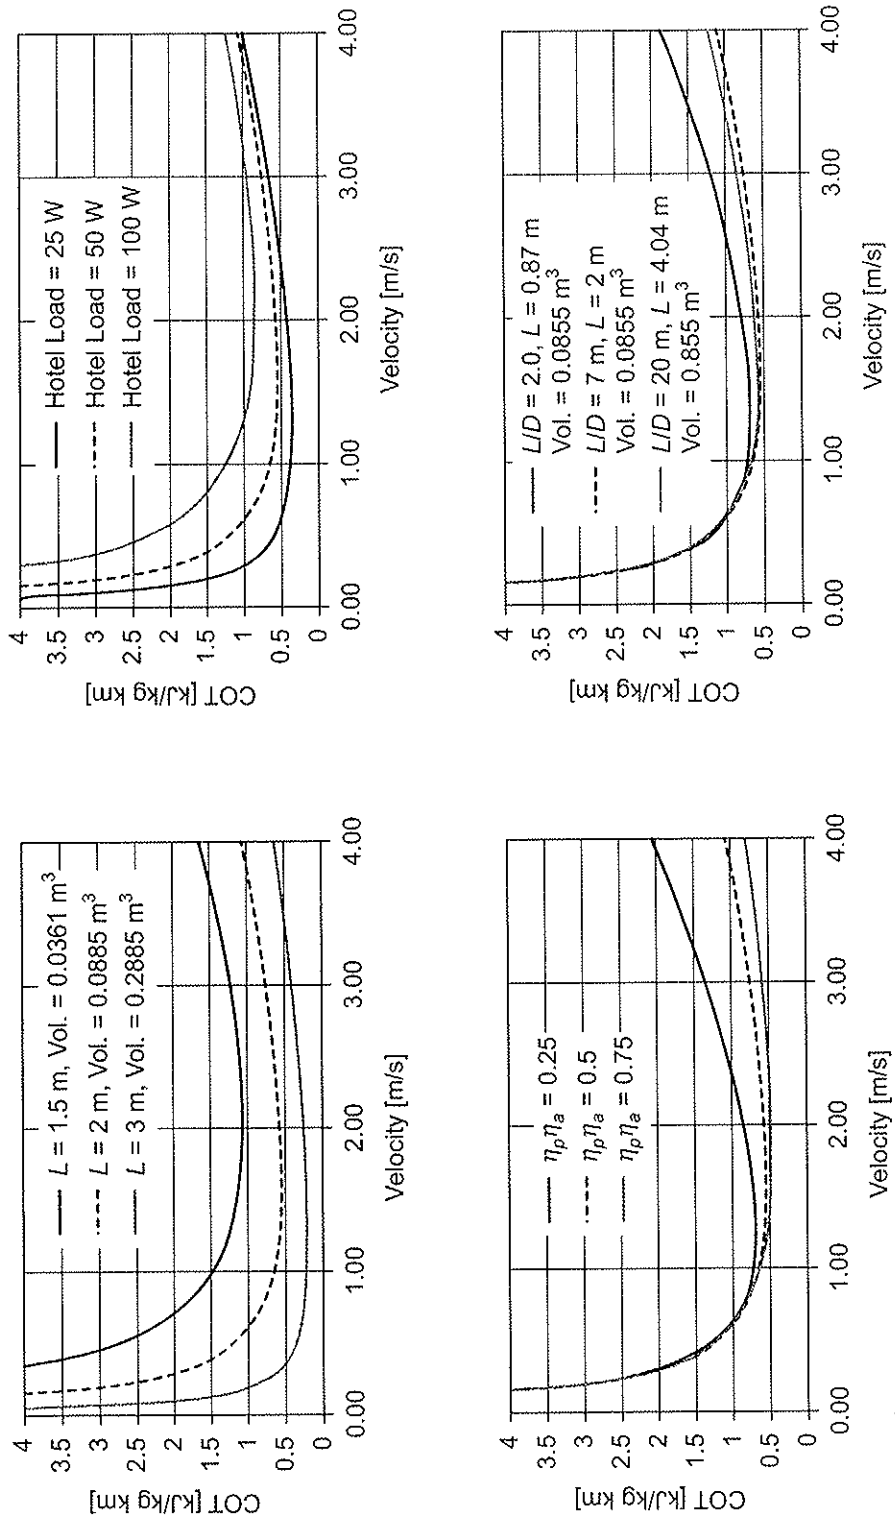 COT [kJ/kg km]
4
3.5
3
2.5
2
1.5
1
0.5
0
L = 1.5 m, Vol. = 0.0361 m³
L = 2 m, Vol. = 0.0885 m³
L = 3 m, Vol. = 0.2885 m³
0.00 1.00 2.00 3.00 4.00
Velocity [m/s]
COT [kJ/kg km]
4
3.5
3
2.5
2
1.5
1
0.5
0
Hotel Load = 25 W
Hotel Load = 50 W
Hotel Load = 100 W
0.00 1.00 2.00 3.00 4.00
Velocity [m/s]
COT [kJ/kg km]
4
3.5
3
2.5
2
1.5
1
0.5
0
ηₚηₐ = 0.25
ηₚηₐ = 0.5
ηₚηₐ = 0.75
0.00 1.00 2.00 3.00 4.00
Velocity [m/s]
COT [kJ/kg km]
4
3.5
3
2.5
2
1.5
1
0.5
0
L/D = 2.0, L = 0.87 m
Vol. = 0.0855 m³
L/D = 7 m, L = 2 m
Vol. = 0.0855 m³
L/D = 20 m, L = 4.04 m
Vol. = 0.855 m³
0.00 1.00 2.00 3.00 4.00
Velocity [m/s]